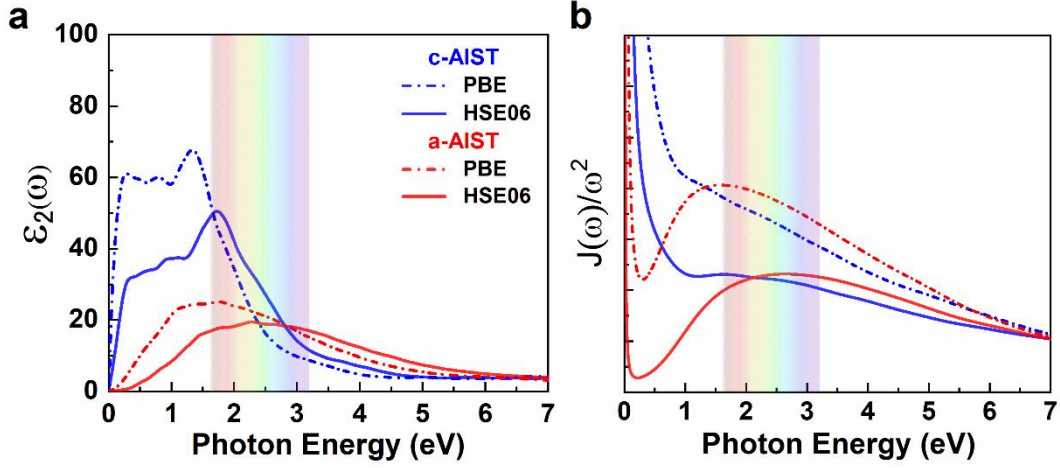 a
100
80
60
40
20
0
ε₂(ω)
0 1 2 3 4 5 6 7
Photon Energy (eV)
c-AIST
PBE
HSE06
a-AIST
PBE
HSE06
b
J(ω)/ω²
0 1 2 3 4 5 6 7
Photon Energy (eV)